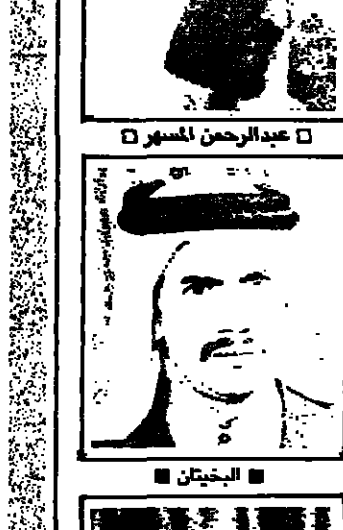 □ عبدالرحمن المسهر □
■ البخيتان ■